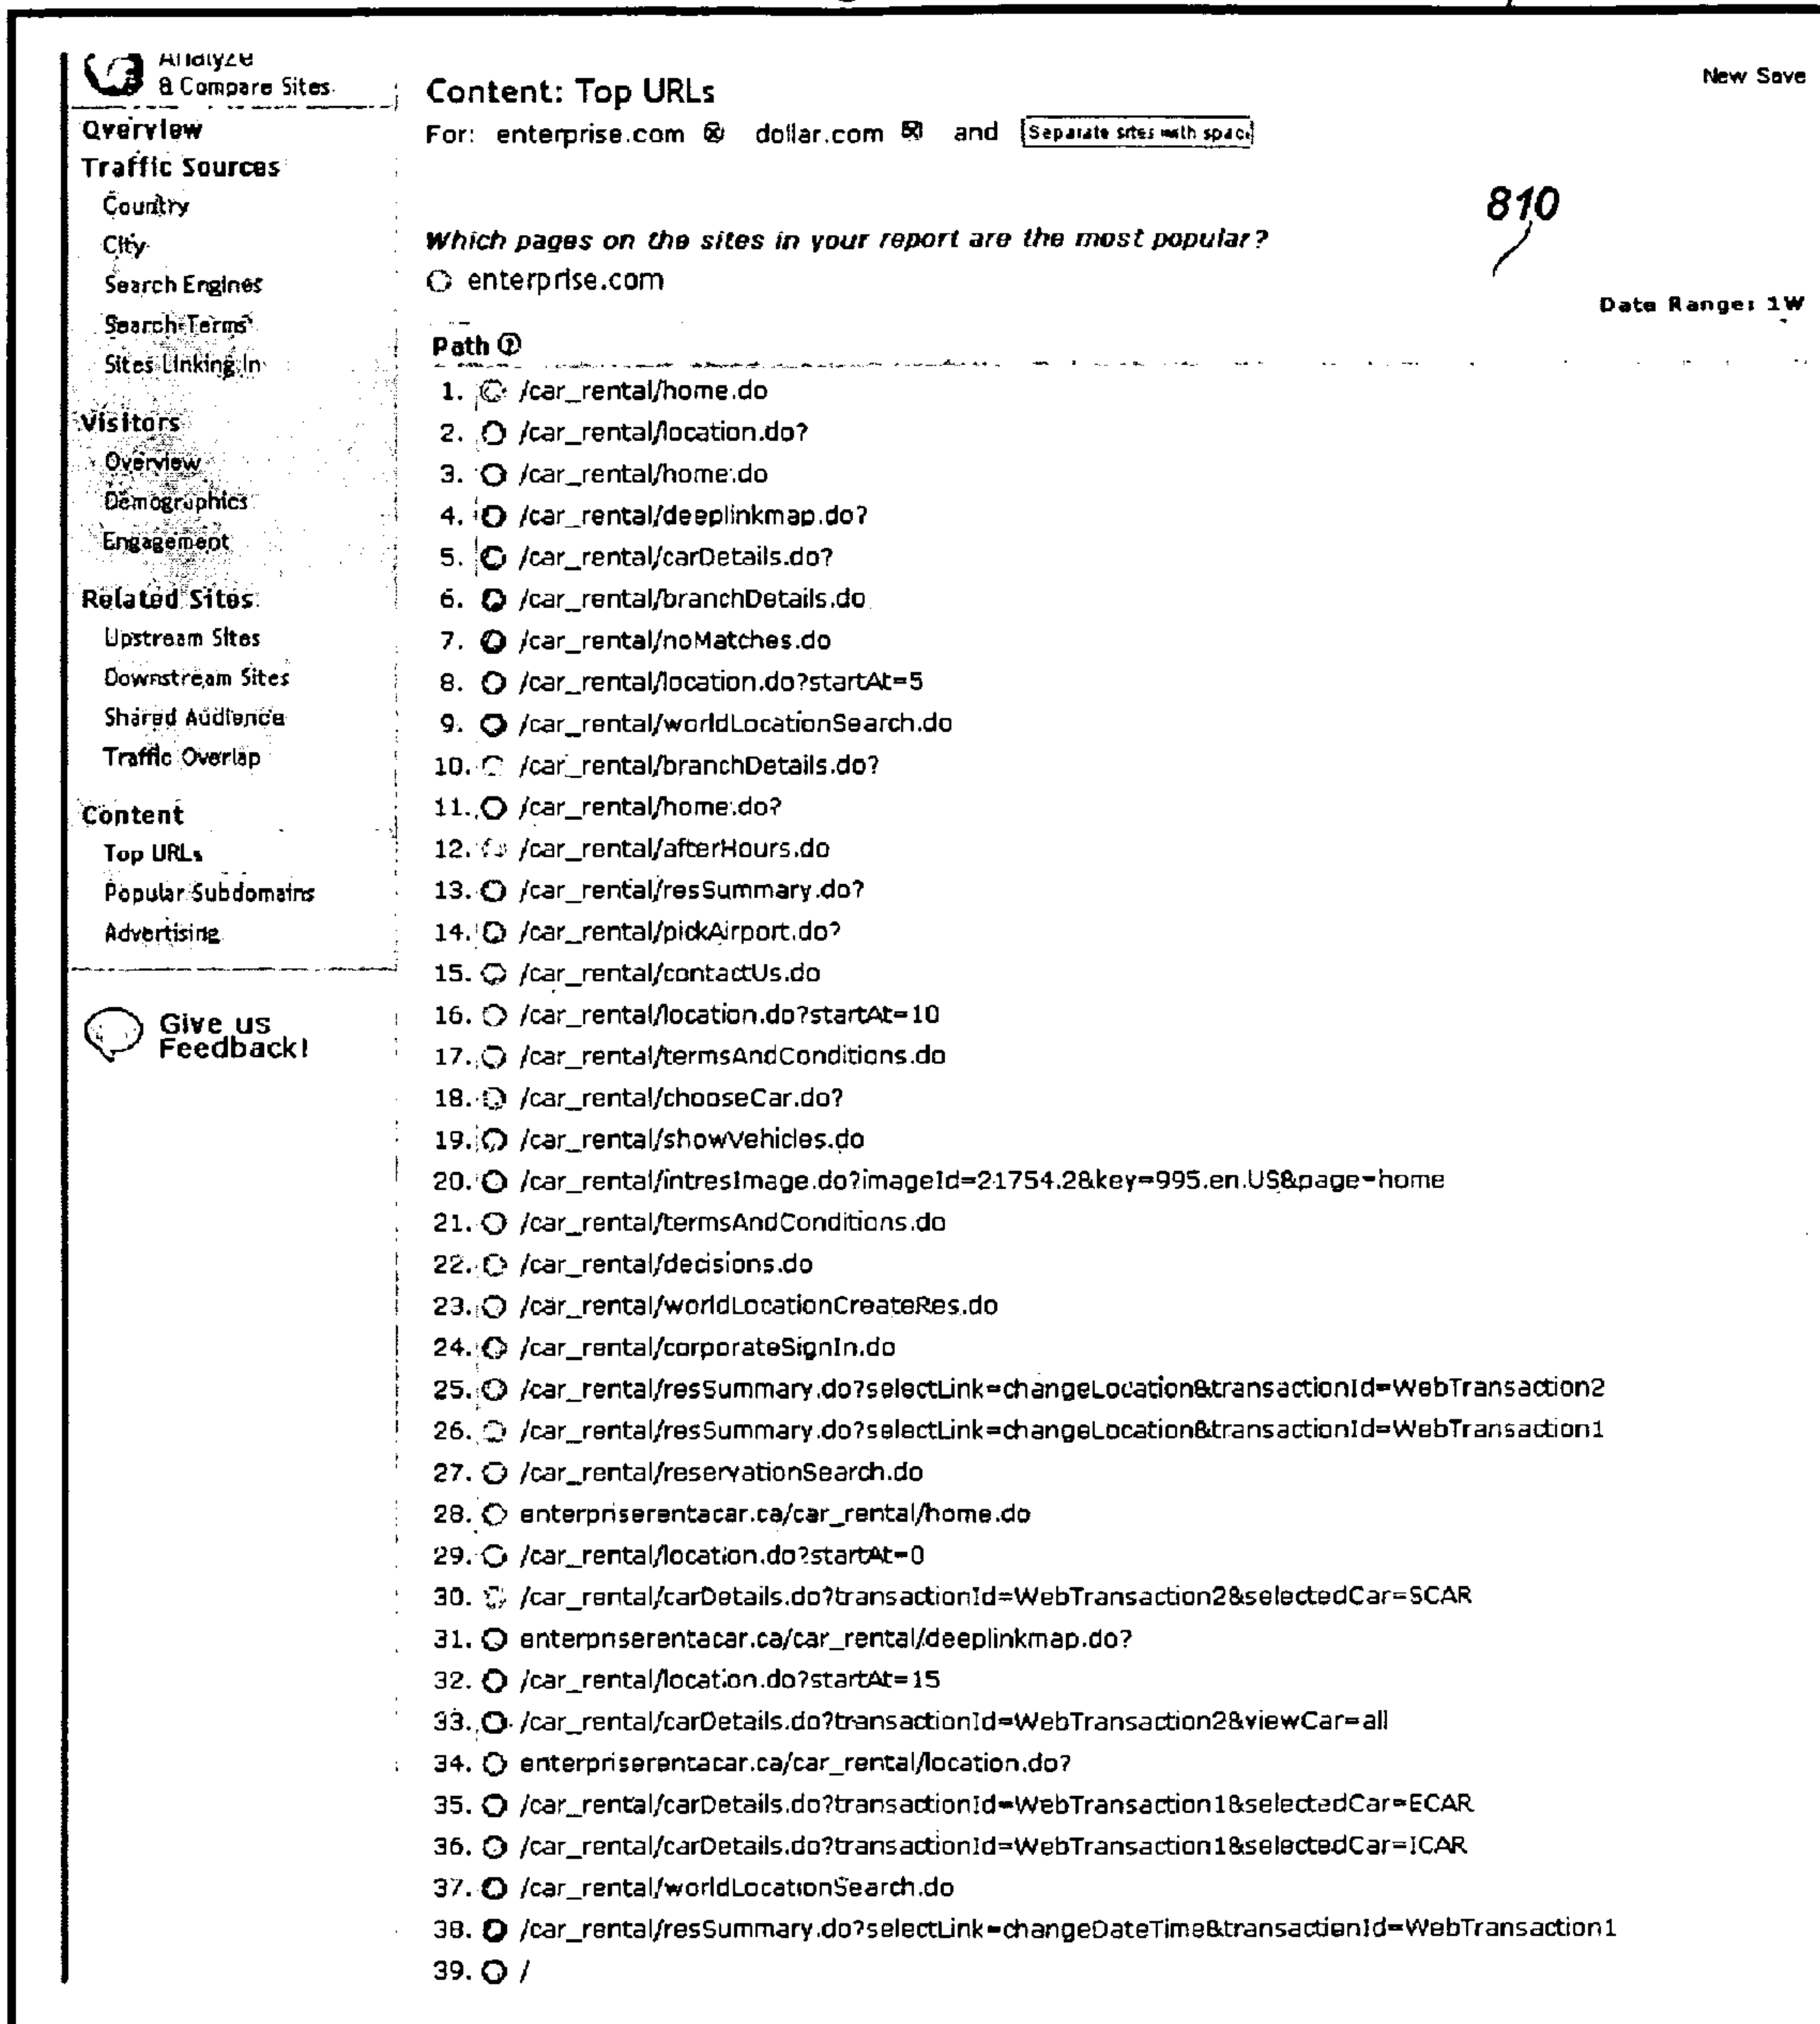 Analyze
& Compare Sites
Overview
Traffic Sources
Country
City
Search Engines
Search Terms
Sites Linking In
Visitors
Overview
Demographics
Engagement
Related Sites
Upstream Sites
Downstream Sites
Shared Audience
Traffic Overlap
Content
Top URLs
Popular Subdomains
Advertising
Give us
Feedback!
New Save
Content: Top URLs
For: enterprise.com dollar.com and Separate sites with space
810
Which pages on the sites in your report are the most popular?
enterprise.com
Date Range: 1W
Path
1. /car_rental/home.do
2. /car_rental/location.do?
3. /car_rental/home.do
4. /car_rental/deeplinkmap.do?
5. /car_rental/carDetails.do?
6. /car_rental/branchDetails.do
7. /car_rental/noMatches.do
8. /car_rental/location.do?startAt=5
9. /car_rental/worldLocationSearch.do
10. /car_rental/branchDetails.do?
11. /car_rental/home.do?
12. /car_rental/afterHours.do
13. /car_rental/resSummary.do?
14. /car_rental/pickAirport.do?
15. /car_rental/contactUs.do
16. /car_rental/location.do?startAt=10
17. /car_rental/termsAndConditions.do
18. /car_rental/chooseCar.do?
19. /car_rental/showVehicles.do
20. /car_rental/intresImage.do?imageId=21754.2&key=995.en.US&page=home
21. /car_rental/termsAndConditions.do
22. /car_rental/decisions.do
23. /car_rental/worldLocationCreateRes.do
24. /car_rental/corporateSignIn.do
25. /car_rental/resSummary.do?selectLink=changeLocation&transactionId=WebTransaction2
26. /car_rental/resSummary.do?selectLink=changeLocation&transactionId=WebTransaction1
27. /car_rental/reservationSearch.do
28. enterpriserentacar.ca/car_rental/home.do
29. /car_rental/location.do?startAt=0
30. /car_rental/carDetails.do?transactionId=WebTransaction2&selectedCar=SCAR
31. enterpriserentacar.ca/car_rental/deeplinkmap.do?
32. /car_rental/location.do?startAt=15
33. /car_rental/carDetails.do?transactionId=WebTransaction2&viewCar=all
34. enterpriserentacar.ca/car_rental/location.do?
35. /car_rental/carDetails.do?transactionId=WebTransaction1&selectedCar=ECAR
36. /car_rental/carDetails.do?transactionId=WebTransaction1&selectedCar=ICAR
37. /car_rental/worldLocationSearch.do
38. /car_rental/resSummary.do?selectLink=changeDateTime&transactionId=WebTransaction1
39. /